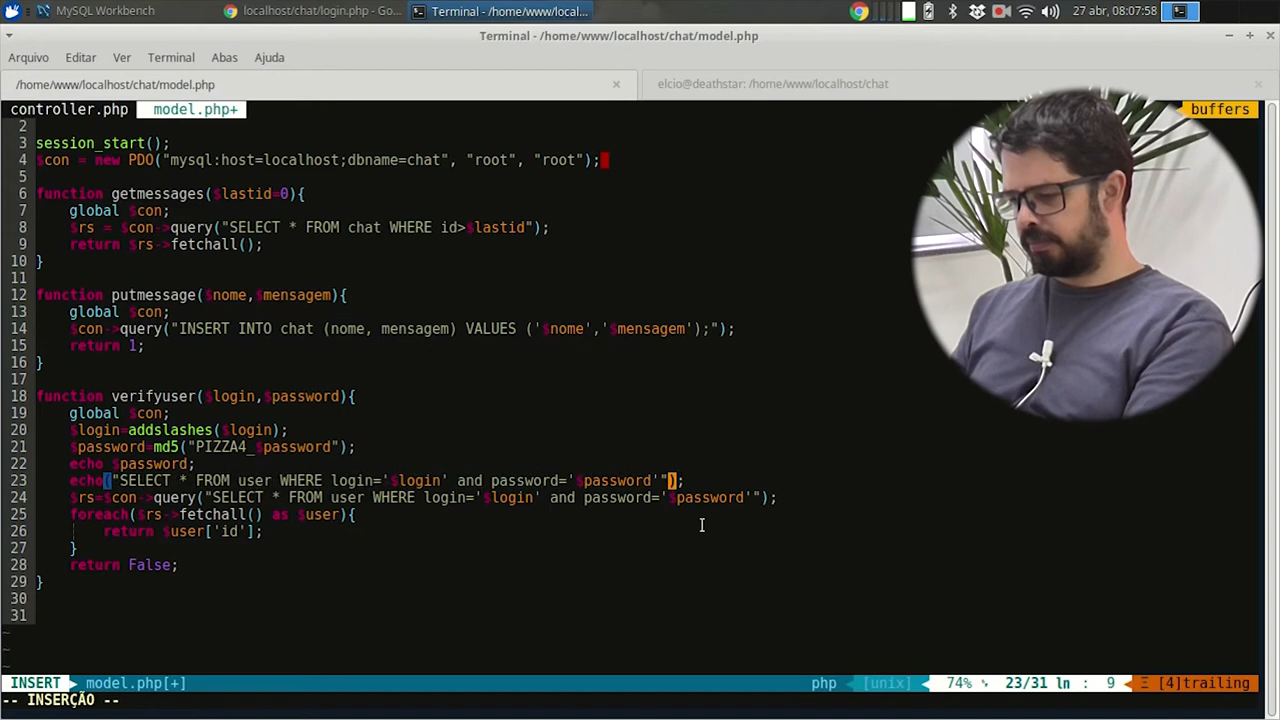 MySQL Workbench
localhost/chat/login.php - Go...
Terminal - /home/www/local...
27 abr, 08:07:58
Terminal - /home/www/localhost/chat/model.php
Arquivo Editar Ver Terminal Abas Ajuda
/home/www/localhost/chat/model.php
elcio@deathstar: /home/www/localhost/chat
controller.php model.php+ buffers
2
3 session_start();
4 $con = new PDO("mysql:host=localhost;dbname=chat", "root", "root");
5
6 function getmessages($lastid=0){
7 global $con;
8 $rs = $con->query("SELECT * FROM chat WHERE id>$lastid");
9 return $rs->fetchall();
10 }
11
12 function putmessage($nome,$mensagem){
13 global $con;
14 $con->query("INSERT INTO chat (nome, mensagem) VALUES ('$nome','$mensagem');");
15 return 1;
16 }
17
18 function verifyuser($login,$password){
19 global $con;
20 $login=addslashes($login);
21 $password=md5("PIZZA4_$password");
22 echo $password;
23 echo("SELECT * FROM user WHERE login='$login' and password='$password'");
24 $rs=$con->query("SELECT * FROM user WHERE login='$login' and password='$password'");
25 foreach($rs->fetchall() as $user){
26 return $user['id'];
27 }
28 return False;
29 }
30
31
~
~
~
INSERT model.php[+] php [unix] 74% 23/31 ln : 9 Ξ [4]trailing
-- INSERÇÃO --